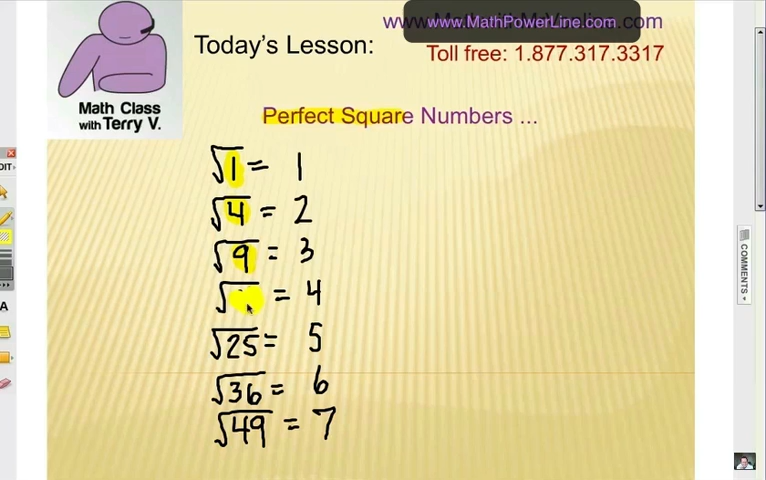 www.MathPowerLine.com
Today's Lesson:
Toll free: 1.877.317.3317
Math Class
with Terry V.
Perfect Square Numbers ...
√1 = 1
√4 = 2
√9 = 3
√ = 4
√25 = 5
√36 = 6
√49 = 7
COMMENTS
A